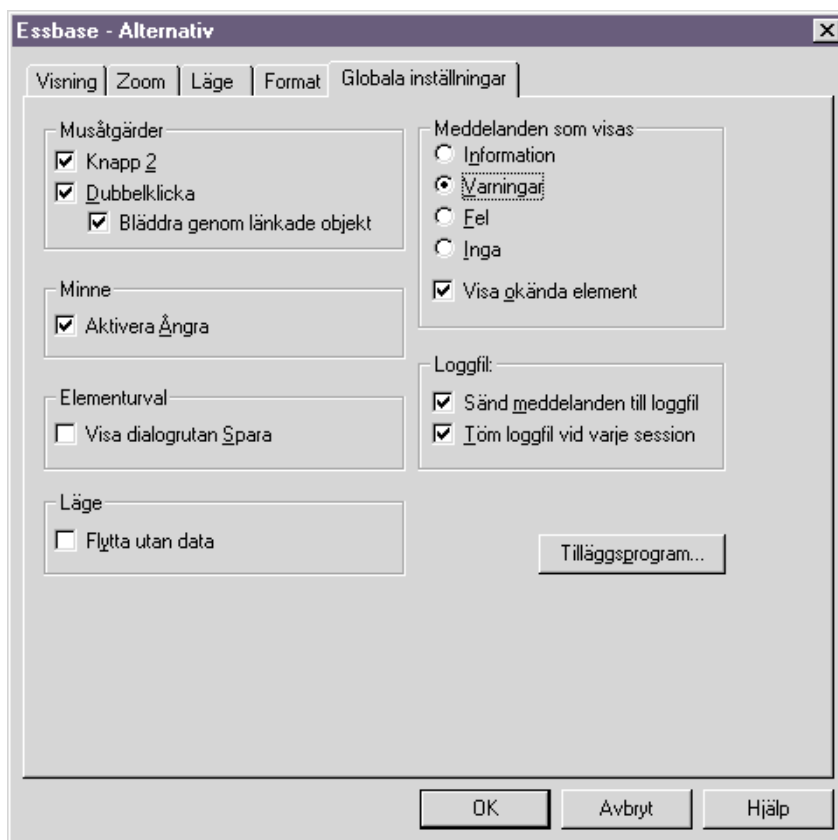 Essbase - Alternativ
Visning Zoom Läge Format Globala inställningar
Musåtgärder
Knapp 2
Dubbelklicka
Bläddra genom länkade objekt
Minne
Aktivera Ångra
Elementurval
Visa dialogrutan Spara
Läge
Flytta utan data
Meddelanden som visas
Information
Varningar
Fel
Inga
Visa okända element
Loggfil:
Sänd meddelanden till loggfil
Töm loggfil vid varje session
Tilläggsprogram...
OK Avbryt Hjälp